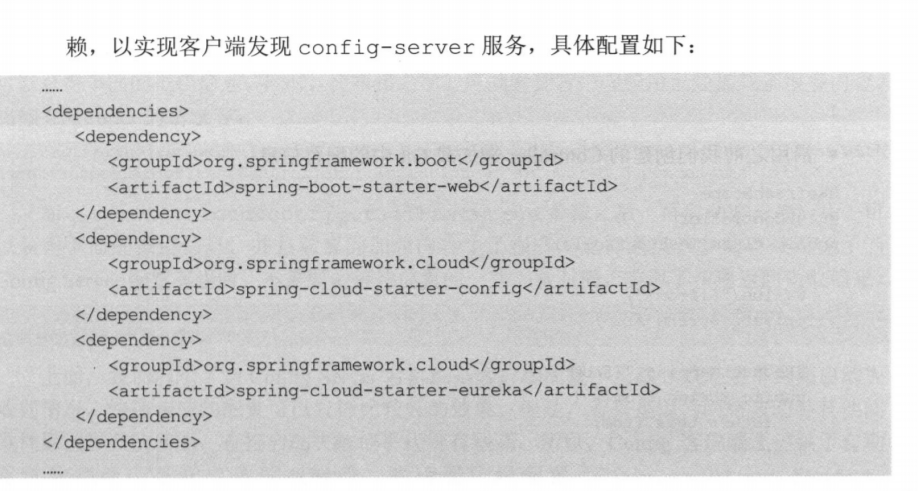 赖，以实现客户端发现 config-server 服务，具体配置如下：
……
<dependencies>
<dependency>
<groupId>org.springframework.boot</groupId>
<artifactId>spring-boot-starter-web</artifactId>
</dependency>
<dependency>
<groupId>org.springframework.cloud</groupId>
<artifactId>spring-cloud-starter-config</artifactId>
</dependency>
<dependency>
<groupId>org.springframework.cloud</groupId>
<artifactId>spring-cloud-starter-eureka</artifactId>
</dependency>
</dependencies>
……